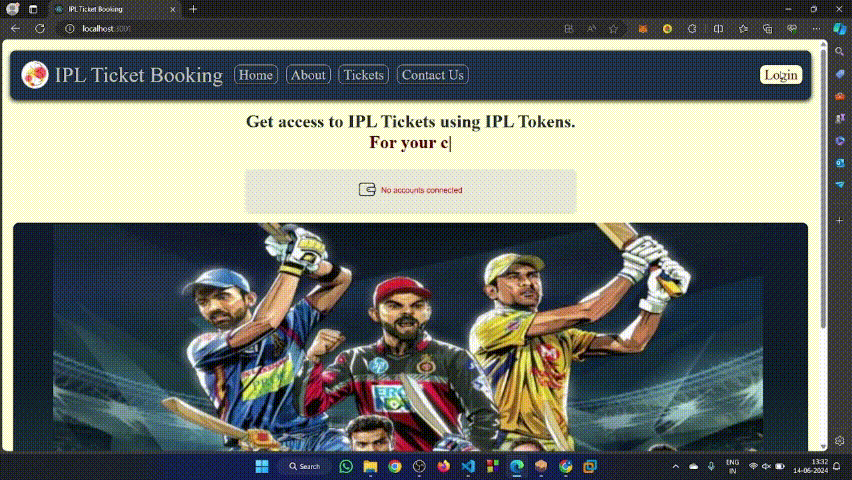 IPL Ticket Booking
localhost:3001
IPL Ticket Booking
Home
About
Tickets
Contact Us
Login
Get access to IPL Tickets using IPL Tokens.
For your c
No accounts connected
Search
ENG
IN
13:32
14-06-2024